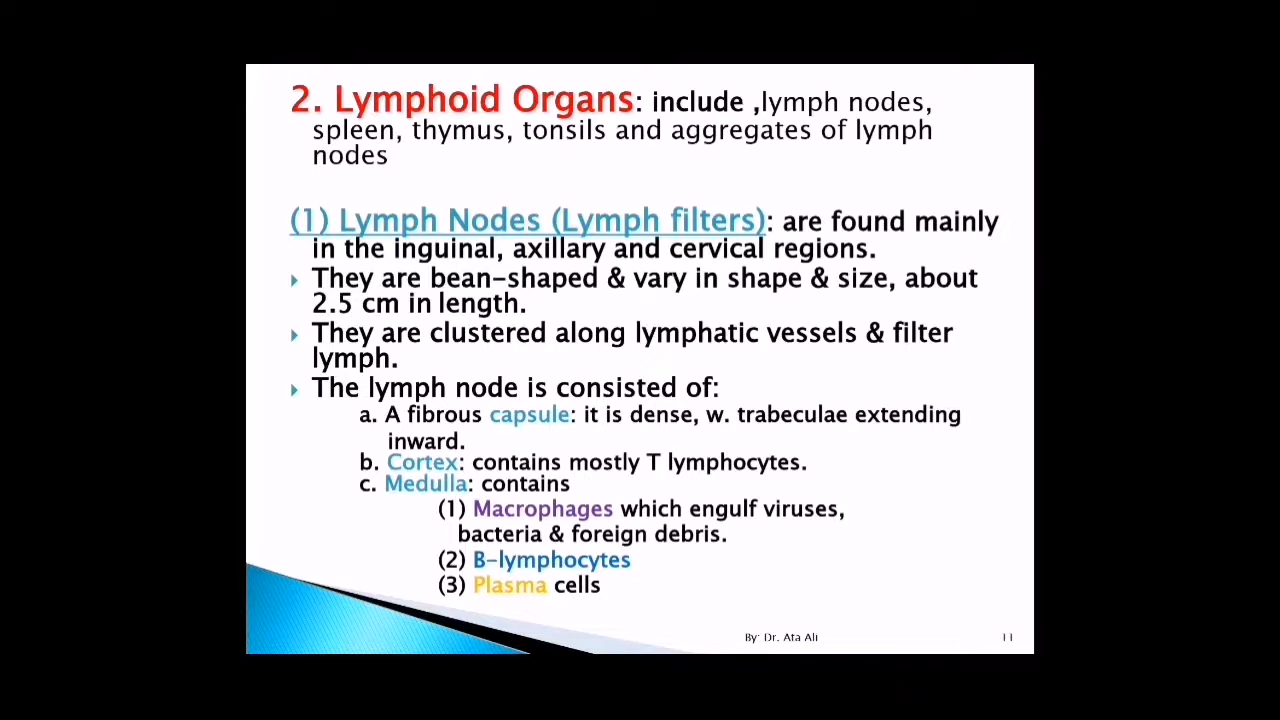 2. Lymphoid Organs: include ,lymph nodes,
spleen, thymus, tonsils and aggregates of lymph
nodes
(1) Lymph Nodes (Lymph filters): are found mainly
in the inguinal, axillary and cervical regions.
They are bean-shaped & vary in shape & size, about
2.5 cm in length.
They are clustered along lymphatic vessels & filter
lymph.
The lymph node is consisted of:
a. A fibrous capsule: it is dense, w. trabeculae extending
inward.
b. Cortex: contains mostly T lymphocytes.
c. Medulla: contains
(1) Macrophages which engulf viruses,
bacteria & foreign debris.
(2) B-lymphocytes
(3) Plasma cells
By: Dr. Ata Ali 11